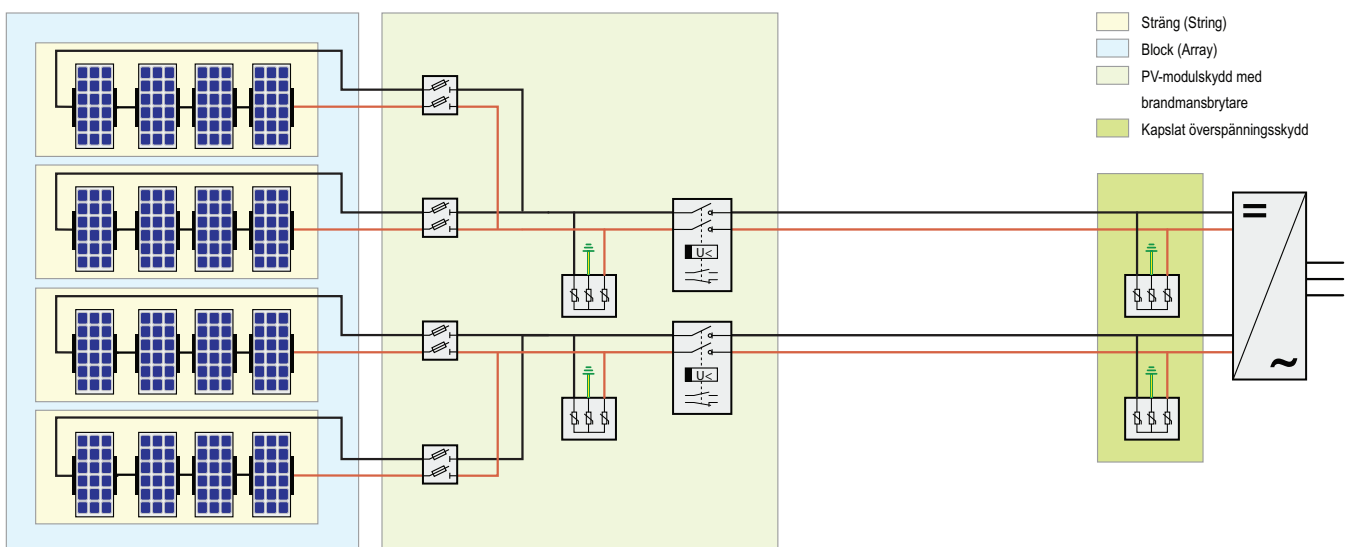 Sträng (String)
Block (Array)
PV-modulskydd med
brandmansbrytare
Kapslat överspänningsskydd
U<
U<